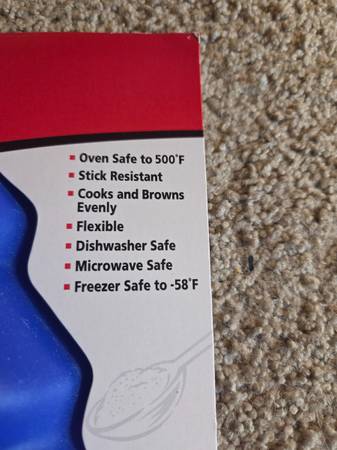 ▪ Oven Safe to 500°F
▪ Stick Resistant
▪ Cooks and Browns
Evenly
▪ Flexible
▪ Dishwasher Safe
▪ Microwave Safe
▪ Freezer Safe to -58°F